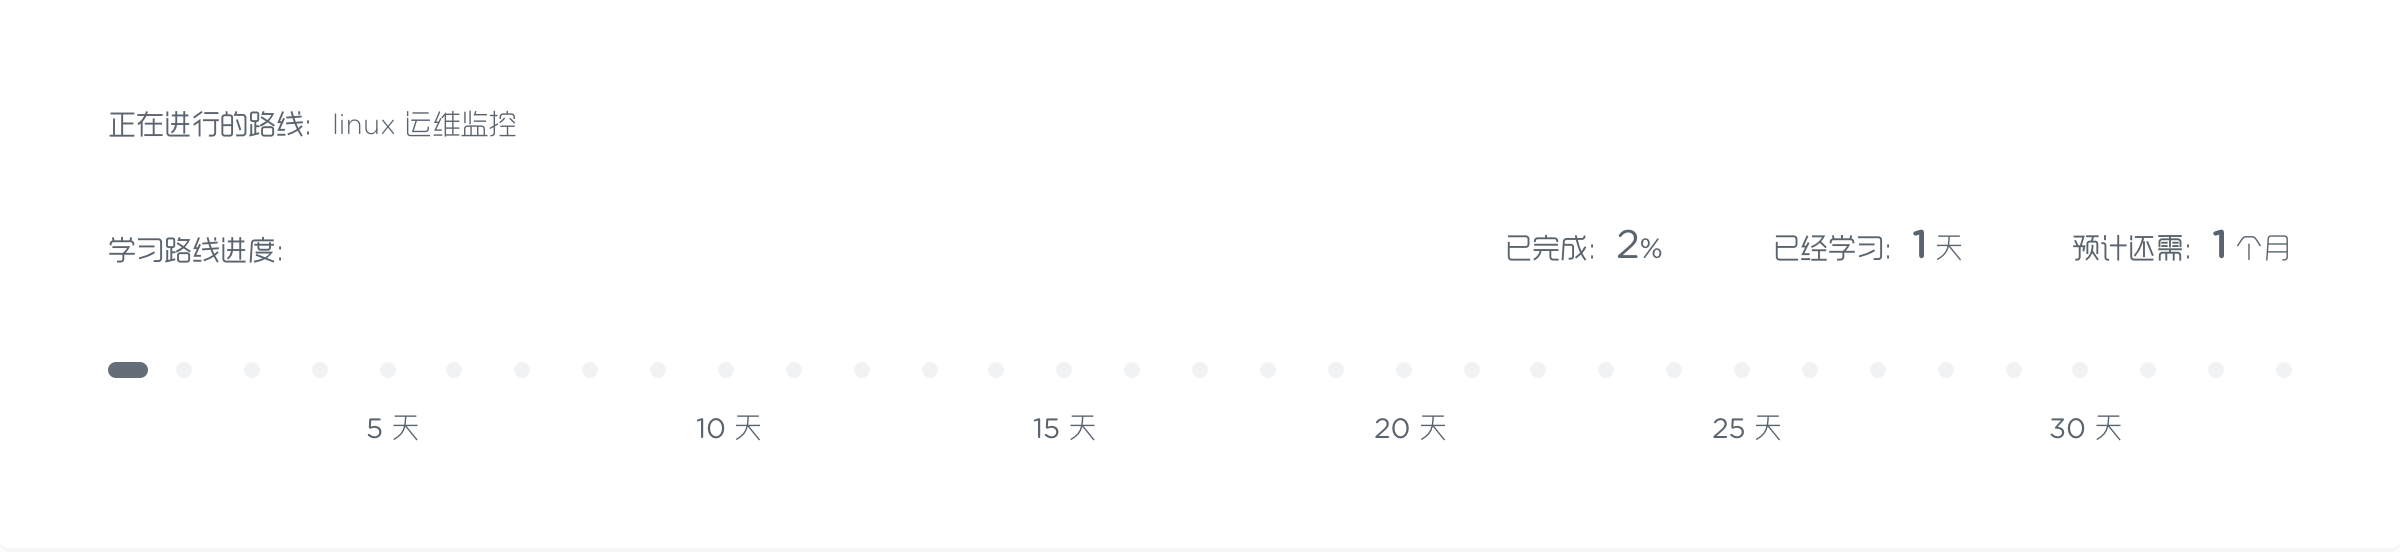 正在进行的路线: linux 运维监控
学习路线进度: 已完成: 2% 已经学习: 1 天 预计还需: 1 个月
5 天 10 天 15 天 20 天 25 天 30 天